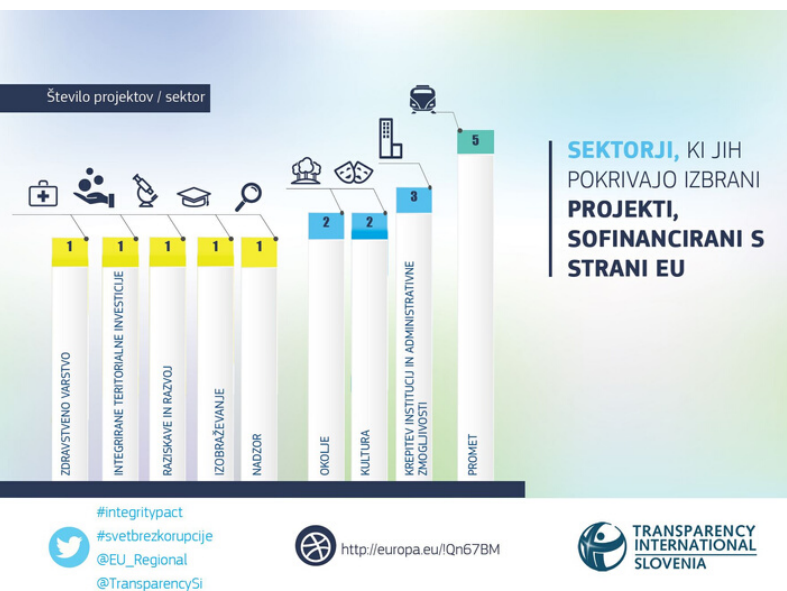 Število projektov / sektor
1
1
1
1
1
2
2
3
5
ZDRAVSTVENO VARSTVO
INTEGRIRANE TERITORIALNE INVESTICIJE
RAZISKAVE IN RAZVOJ
IZOBRAŽEVANJE
NADZOR
OKOLJE
KULTURA
KREPITEV INSTITUCIJ IN ADMINISTRATIVNE
ZMOGLJIVOSTI
PROMET
SEKTORJI, KI JIH
POKRIVAJO IZBRANI
PROJEKTI,
SOFINANCIRANI S
STRANI EU
#integritypact
#svetbrezkorupcije
@EU_Regional
@TransparencySi
http://europa.eu/!Qn67BM
TRANSPARENCY
INTERNATIONAL
SLOVENIA